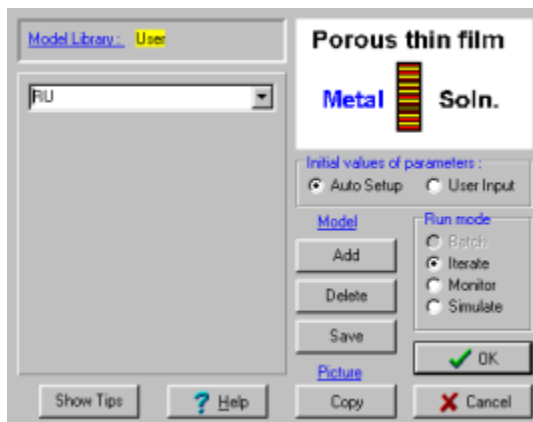 Model Library : User
RU
Show Tips
? Help
Porous thin film
Metal Soln.
Initial values of parameters :
Auto Setup User Input
Model
Add
Delete
Save
Picture
Copy
Run mode
Batch
Iterate
Monitor
Simulate
OK
Cancel